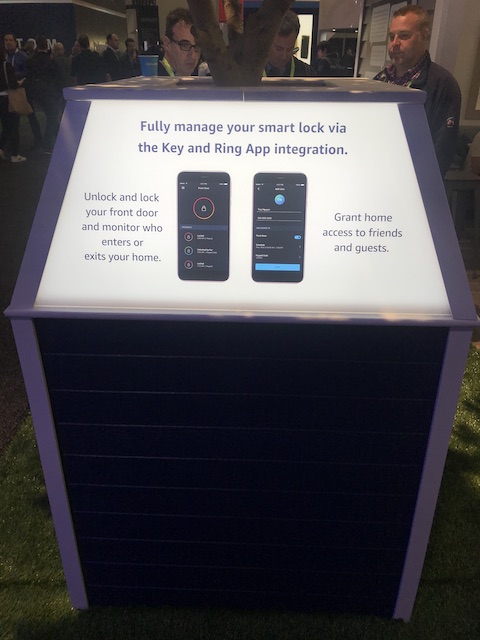 Fully manage your smart lock via
the Key and Ring App integration.
Unlock and lock
your front door
and monitor who
enters or
exits your home.
Grant home
access to friends
and guests.